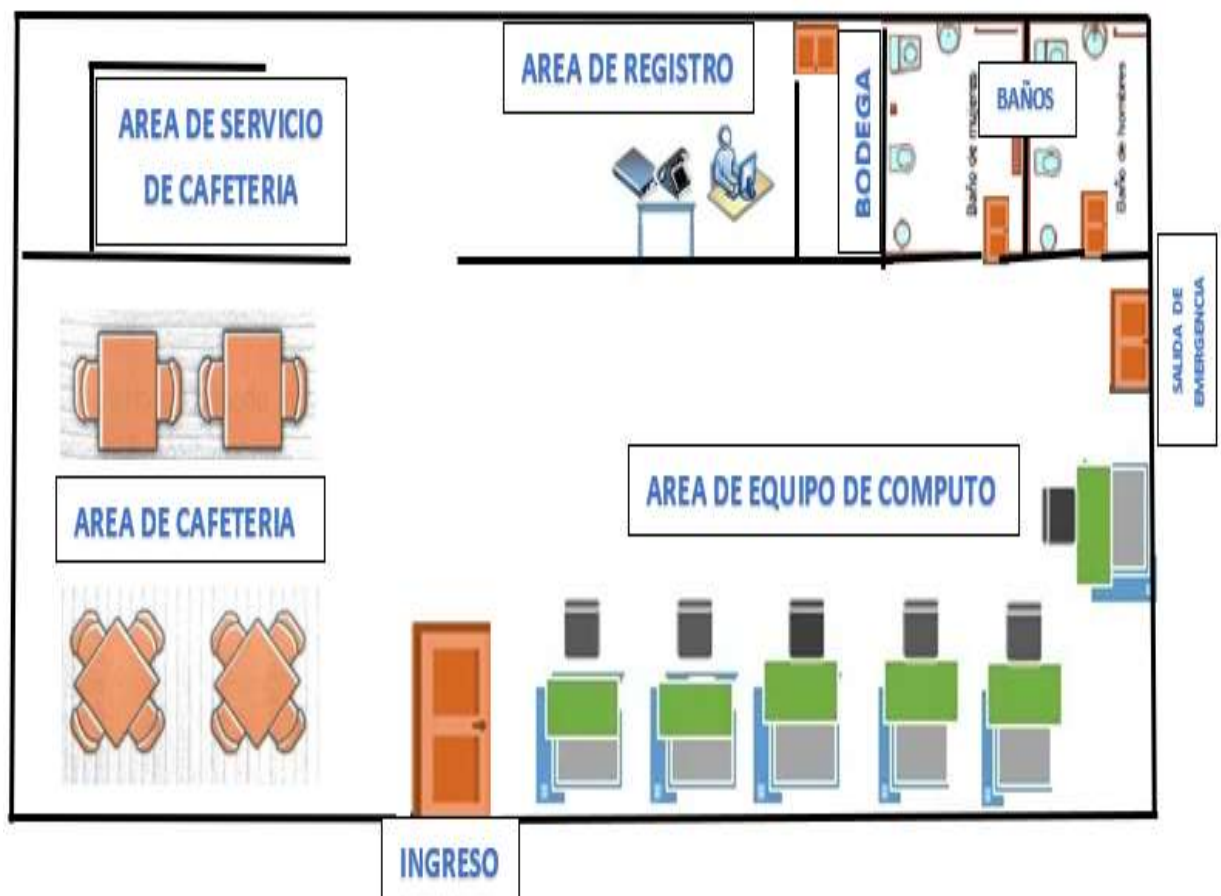 AREA DE REGISTRO
AREA DE SERVICIO
DE CAFETERIA
BODEGA
BAÑOS
Baño de mujeres
Baño de hombres
SALIDA DE
EMERGENCIA
AREA DE EQUIPO DE COMPUTO
AREA DE CAFETERIA
INGRESO